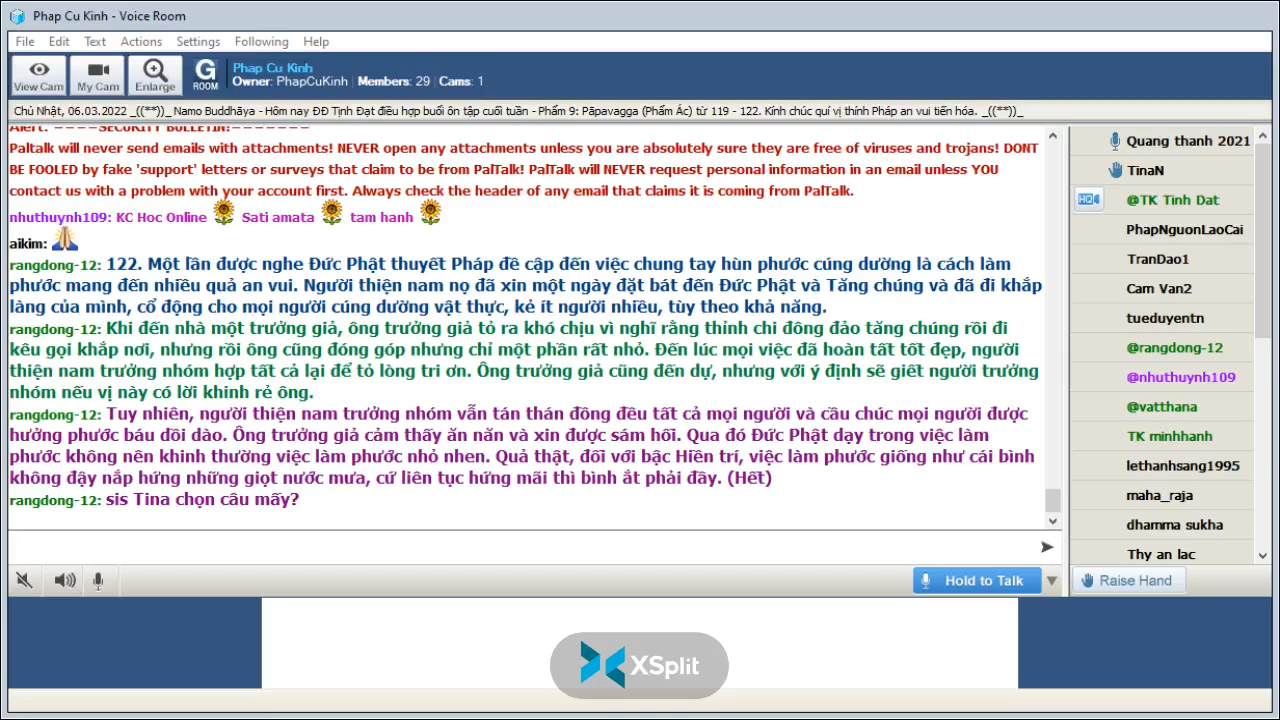 Phap Cu Kinh - Voice Room
File Edit Text Actions Settings Following Help
View Cam My Cam Enlarge G ROOM
Phap Cu Kinh
Owner: PhapCuKinh | Members: 29 | Cams: 1
Chủ Nhật, 06.03.2022 _((**))_ Namo Buddhāya - Hôm nay ĐĐ Tịnh Đạt điều hợp buổi ôn tập cuối tuần - Phẩm 9: Pāpavagga (Phẩm Ác) từ 119 - 122. Kính chúc quí vị thính Pháp an vui tiến hóa. _((**))_
Alert: ----SECURITY BULLETIN!-------
Paltalk will never send emails with attachments! NEVER open any attachments unless you are absolutely sure they are free of viruses and trojans! DONT
BE FOOLED by fake 'support' letters or surveys that claim to be from PalTalk! PalTalk will NEVER request personal information in an email unless YOU
contact us with a problem with your account first. Always check the header of any email that claims it is coming from PalTalk.
nhuthuynh109: KC Hoc Online Sati amata tam hanh
aikim:
rangdong-12: 122. Một lần được nghe Đức Phật thuyết Pháp đề cập đến việc chung tay hùn phước cúng dường là cách làm
phước mang đến nhiều quả an vui. Người thiện nam nọ đã xin một ngày đặt bát đến Đức Phật và Tăng chúng và đã đi khắp
làng của mình, cổ động cho mọi người cúng dường vật thực, kẻ ít người nhiều, tùy theo khả năng.
rangdong-12: Khi đến nhà một trưởng giả, ông trưởng giả tỏ ra khó chịu vì nghĩ rằng thỉnh chi đông đảo tăng chúng rồi đi
kêu gọi khắp nơi, nhưng rồi ông cũng đóng góp nhưng chỉ một phần rất nhỏ. Đến lúc mọi việc đã hoàn tất tốt đẹp, người
thiện nam trưởng nhóm hợp tất cả lại để tỏ lòng tri ơn. Ông trưởng giả cũng đến dự, nhưng với ý định sẽ giết người trưởng
nhóm nếu vị này có lời khinh rẻ ông.
rangdong-12: Tuy nhiên, người thiện nam trưởng nhóm vẫn tán thán đồng đều tất cả mọi người và cầu chúc mọi người được
hưởng phước báu dồi dào. Ông trưởng giả cảm thấy ăn năn và xin được sám hối. Qua đó Đức Phật dạy trong việc làm
phước không nên khinh thường việc làm phước nhỏ nhen. Quả thật, đối với bậc Hiền trí, việc làm phước giống như cái bình
không đậy nắp hứng những giọt nước mưa, cứ liên tục hứng mãi thì bình ắt phải đầy. (Hết)
rangdong-12: sis Tina chọn câu mấy?
Hold to Talk
Quang thanh 2021
TinaN
HQ @TK Tinh Dat
PhapNguonLaoCai
TranDao1
Cam Van2
tueduyentn
@rangdong-12
@nhuthuynh109
@vatthana
TK minhhanh
lethanhsang1995
maha_raja
dhamma sukha
Thy an lac
Raise Hand
XSplit